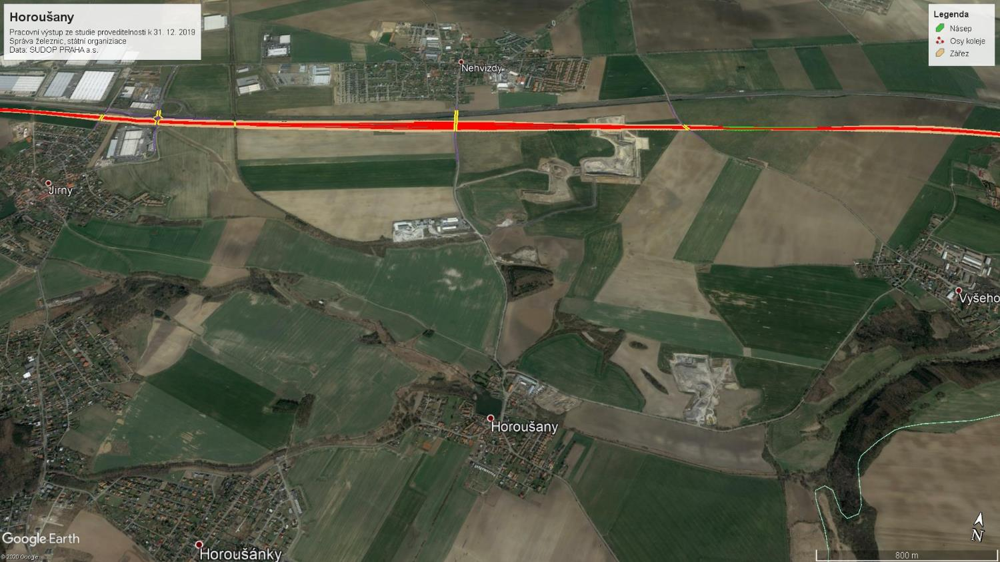 Horoušany
Pracovní výstup ze studie proveditelnosti k 31. 12. 2019
Správa železnic, státní organiziace
Data: SUDOP PRAHA a.s.
Legenda
Násep
Osy koleje
Zářez
Nehvizdy
Jirny
Vyšeho
Horoušany
Horoušánky
Google Earth
© 2020 Google
N
800 m